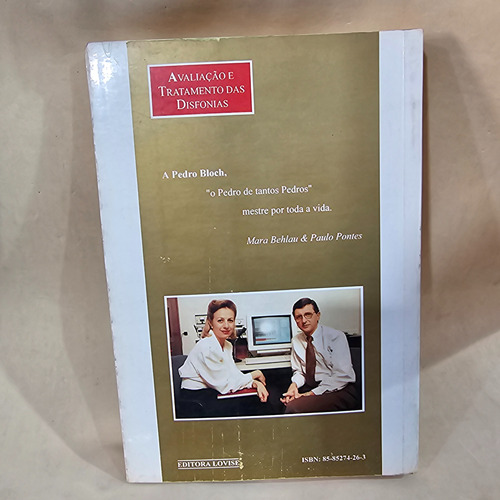 AVALIAÇÃO E
TRATAMENTO DAS
DISFONIAS
A Pedro Bloch,
"o Pedro de tantos Pedros"
mestre por toda a vida.
Mara Behlau & Paulo Pontes
EDITORA LOVISE
ISBN: 85-85274-26-3